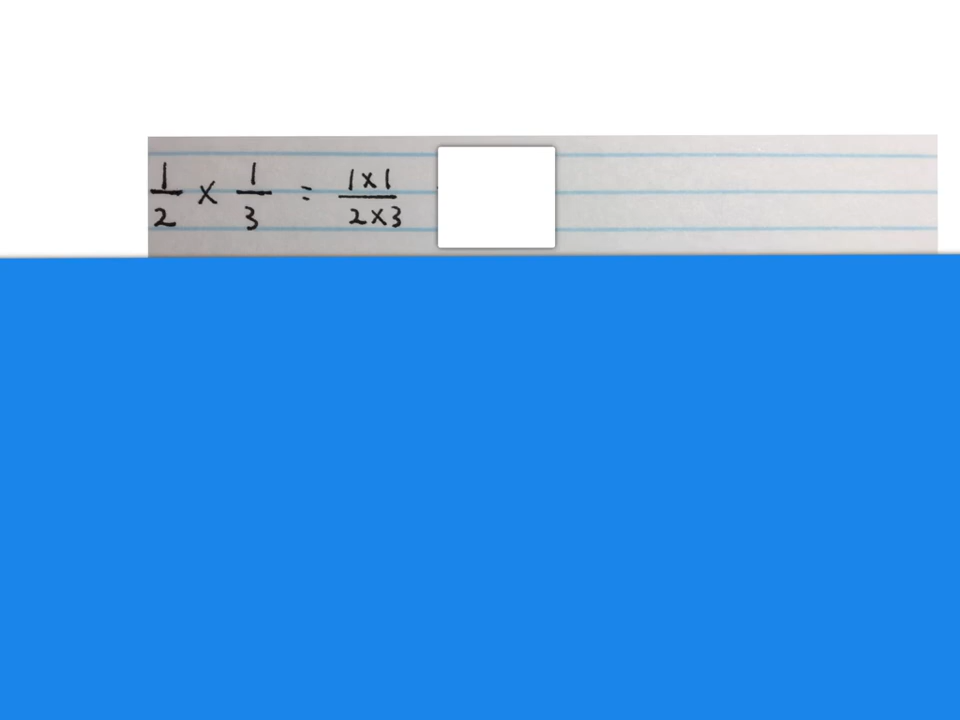 1/2 × 1/3 = 1×1/2×3